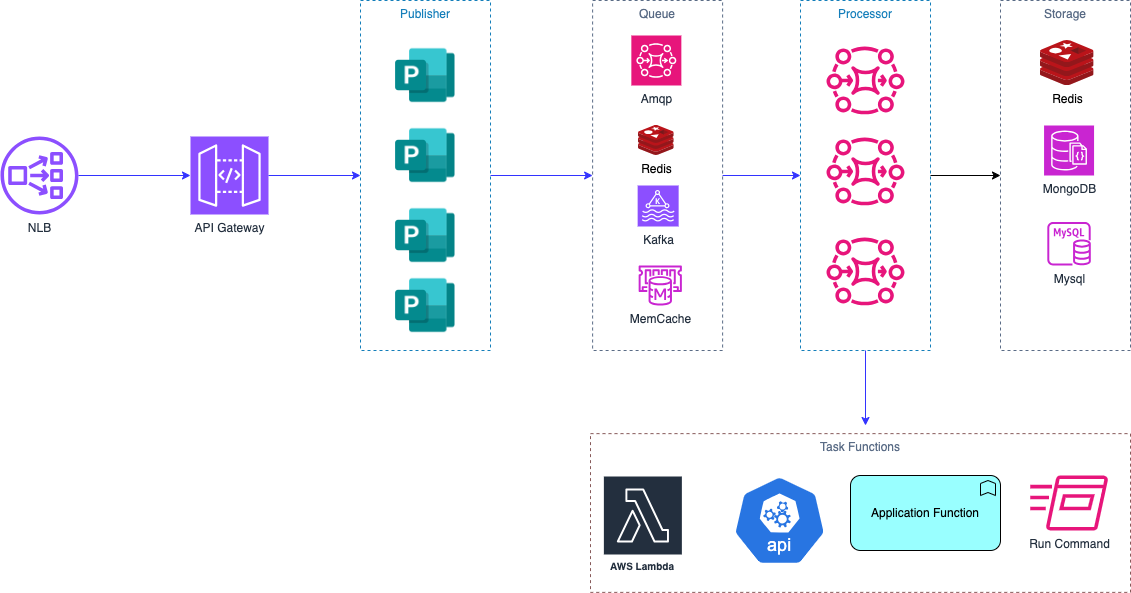 Publisher
Queue
Processor
Storage
P
P
P
P
Amqp
Redis
K
Kafka
M
MemCache
Redis
MongoDB
MySQL
Mysql
NLB
</>
API Gateway
{}
Task Functions
AWS Lambda
api
Application Function
Run Command